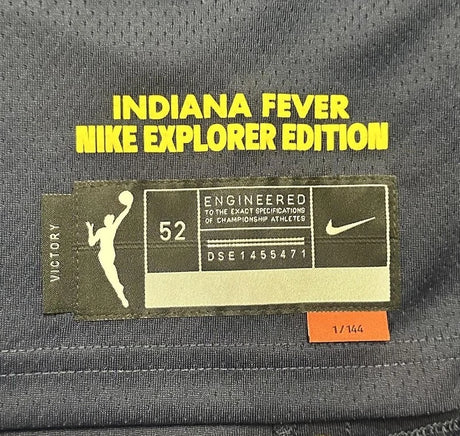 INDIANA FEVER
NIKE EXPLORER EDITION
VICTORY
52
ENGINEERED
TO THE EXACT SPECIFICATIONS
OF CHAMPIONSHIP ATHLETES
DSE1455471
1/144